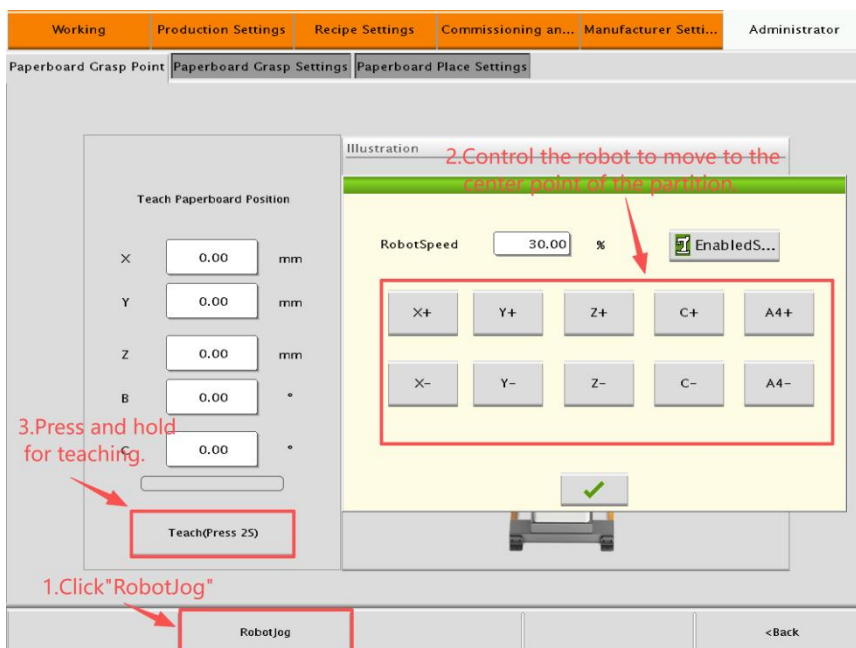 Working Production Settings Recipe Settings Commissioning an... Manufacturer Setti... Administrator
Paperboard Grasp Point Paperboard Grasp Settings Paperboard Place Settings
Illustration
2.Control the robot to move to the
center point of the partition
Teach Paperboard Position
RobotSpeed 30.00 % EnabledS...
X 0.00 mm
Y 0.00 mm
Z 0.00 mm
B 0.00 °
C 0.00 °
X+ Y+ Z+ C+ A4+
X- Y- Z- C- A4-
3.Press and hold
for teaching.
Teach(Press 2S)
1.Click"RobotJog"
RobotJog <Back